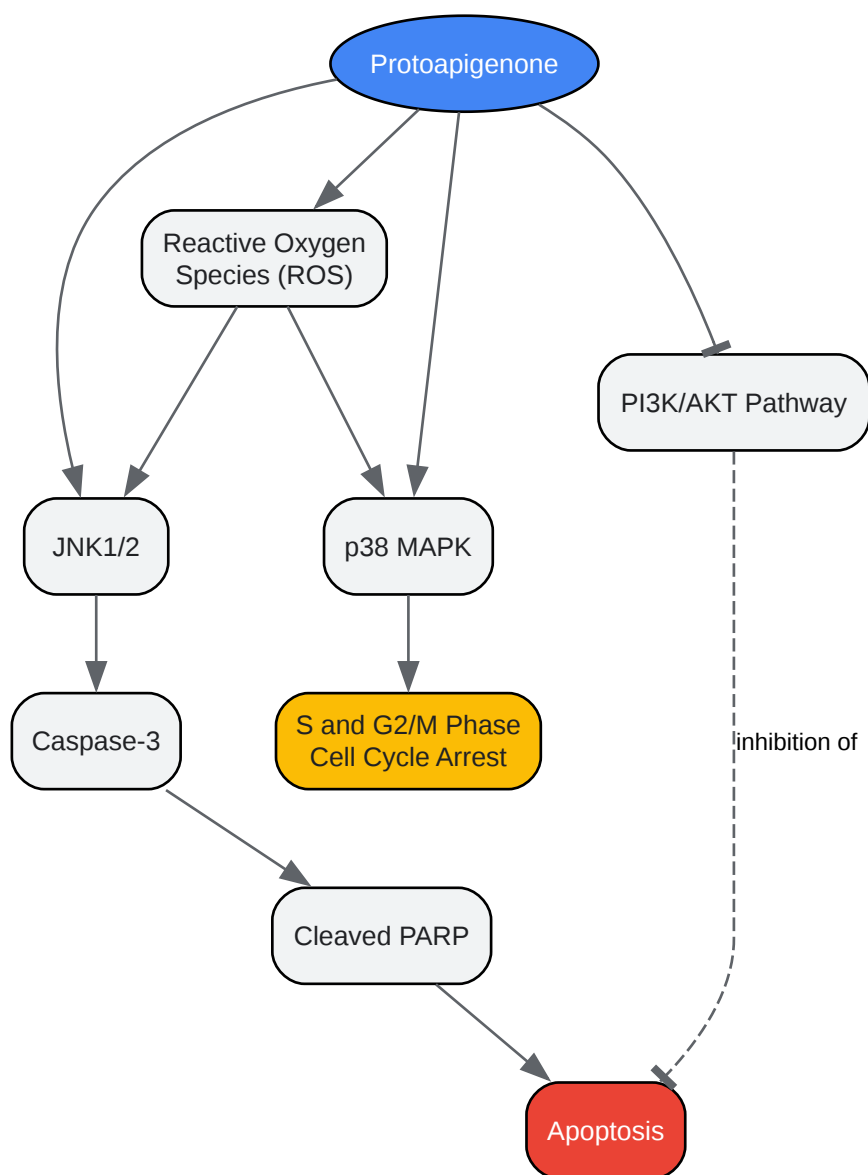 Protoapigenone
Reactive Oxygen
Species (ROS)
PI3K/AKT Pathway
JNK1/2
p38 MAPK
Caspase-3
S and G2/M Phase
Cell Cycle Arrest
inhibition of
Cleaved PARP
Apoptosis